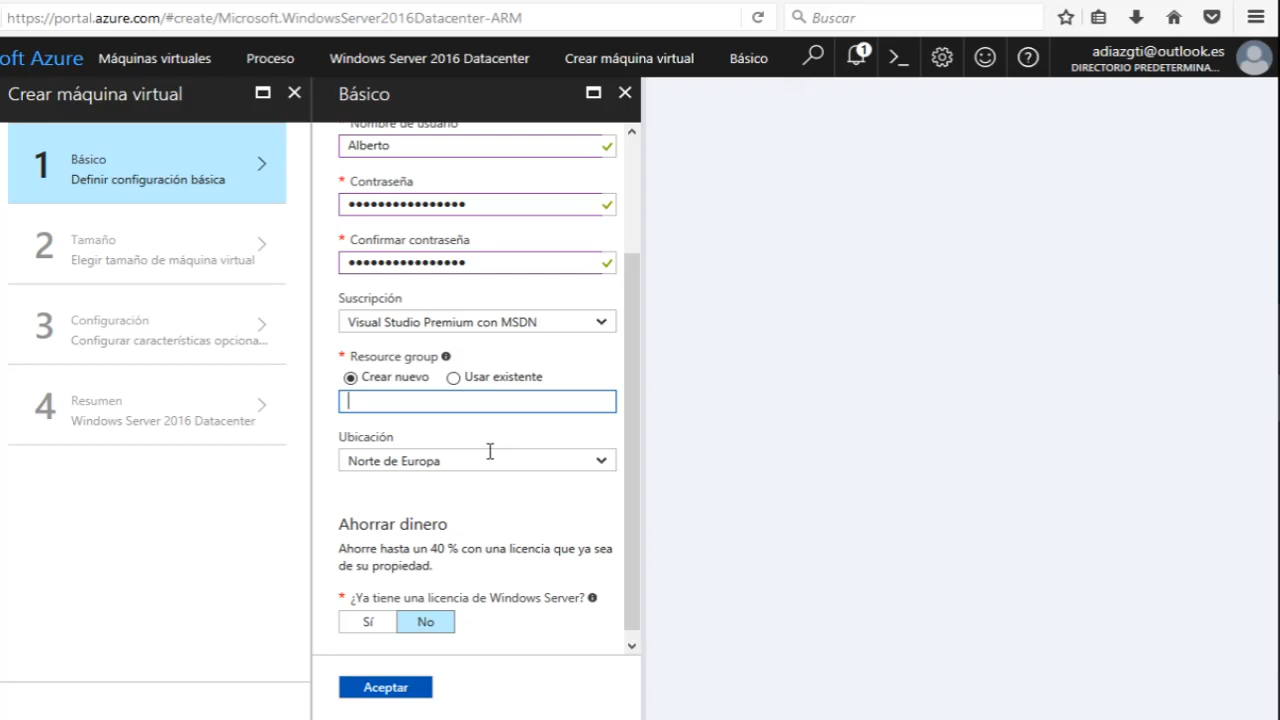 https://portal.azure.com/#create/Microsoft.WindowsServer2016Datacenter-ARM
Buscar
oft Azure Máquinas virtuales Proceso Windows Server 2016 Datacenter Crear máquina virtual Básico
1
adiazgti@outlook.es
DIRECTORIO PREDETERMINA...
Crear máquina virtual
Básico
1
Básico
Definir configuración básica
2
Tamaño
Elegir tamaño de máquina virtual
3
Configuración
Configurar características opciona...
4
Resumen
Windows Server 2016 Datacenter
* Nombre de usuario
Alberto
* Contraseña
••••••••••••••••
* Confirmar contraseña
••••••••••••••••
Suscripción
Visual Studio Premium con MSDN
* Resource group
Crear nuevo Usar existente
Ubicación
Norte de Europa
Ahorrar dinero
Ahorre hasta un 40 % con una licencia que ya sea
de su propiedad.
* ¿Ya tiene una licencia de Windows Server?
Sí No
Aceptar